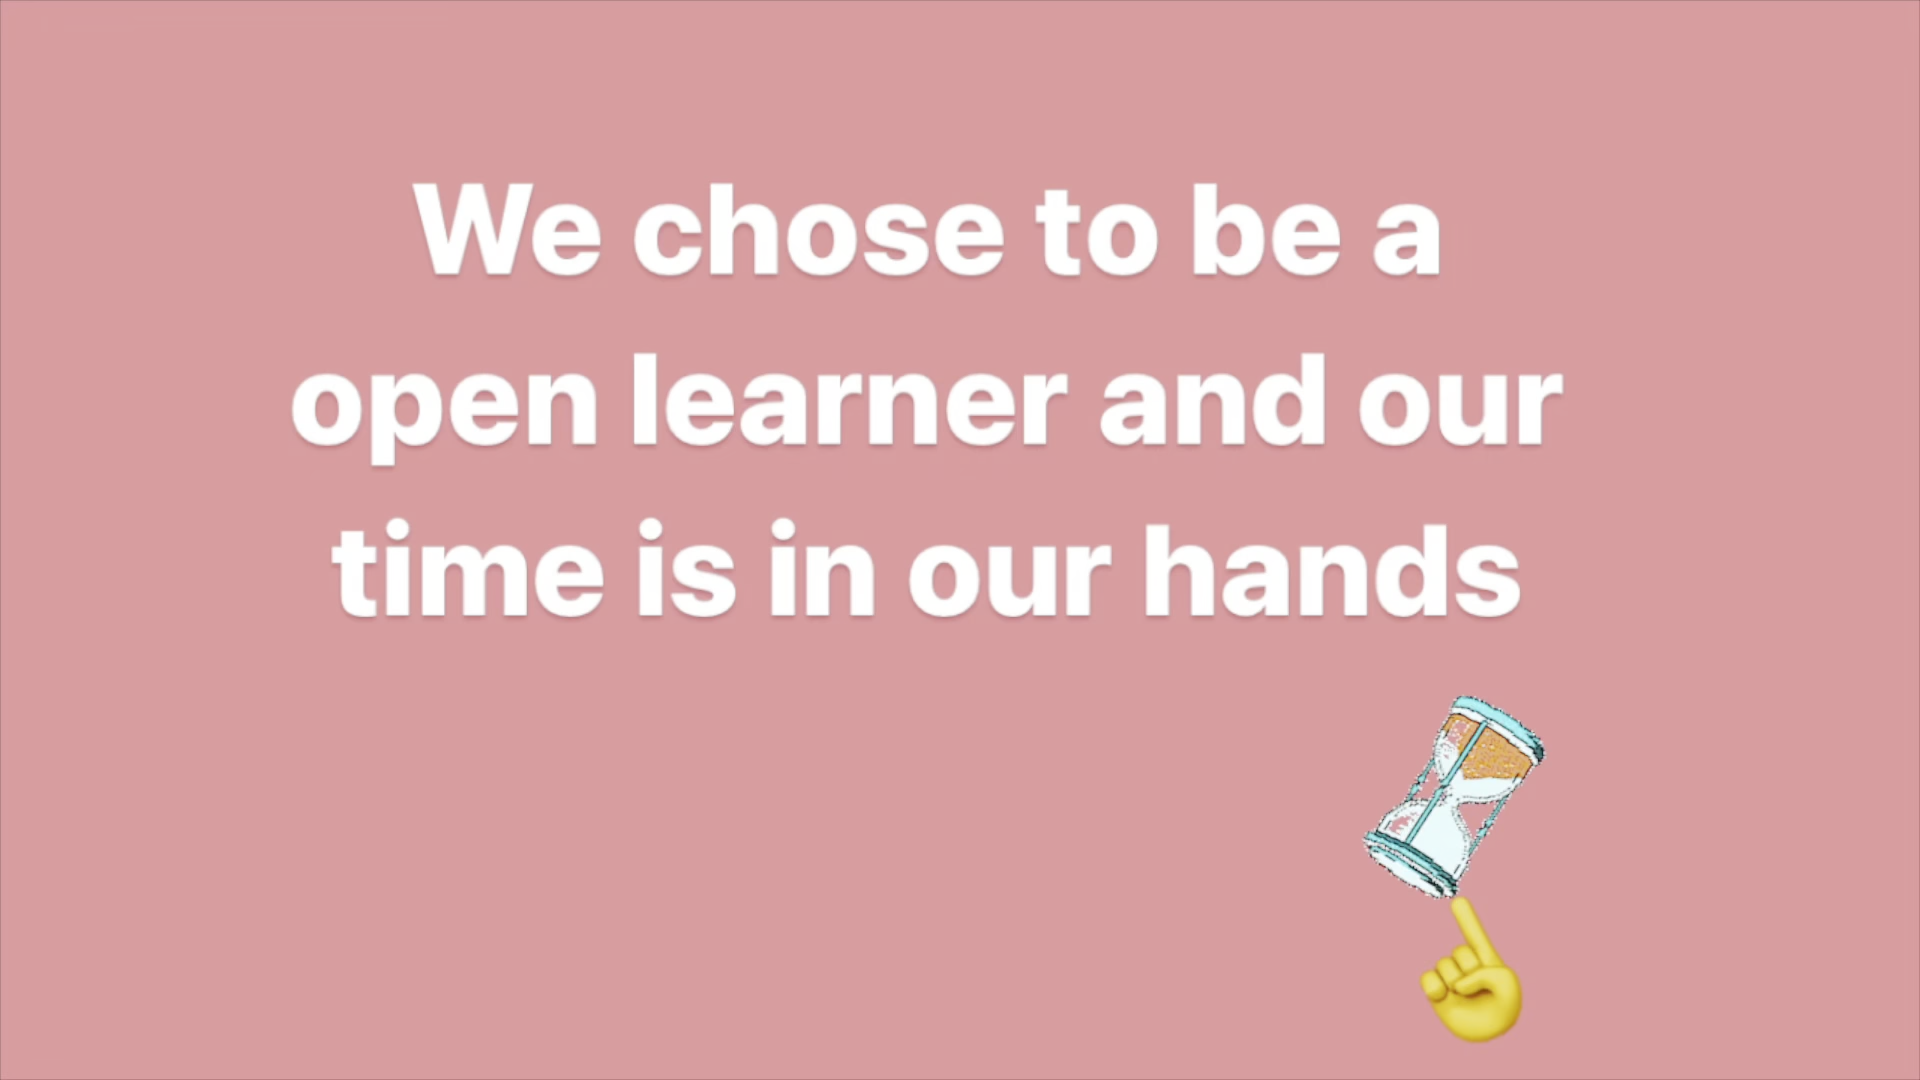 We chose to be a
open learner and our
time is in our hands